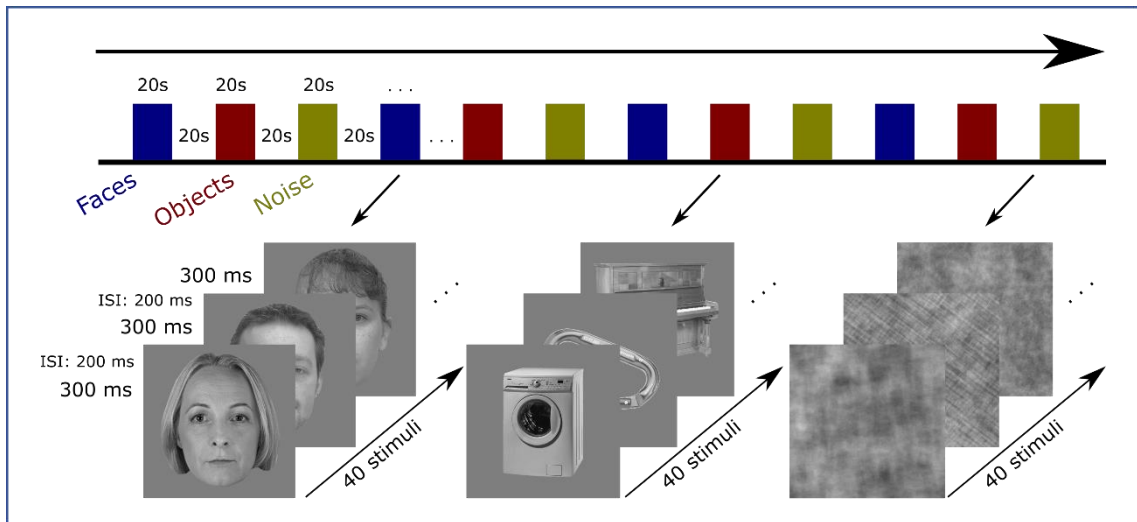 20s 20s 20s . . .
20s 20s 20s . . .
Faces
Objects
Noise
300 ms
. . .
. . .
. . .
ISI: 200 ms
300 ms
ISI: 200 ms
300 ms
40 stimuli
40 stimuli
40 stimuli